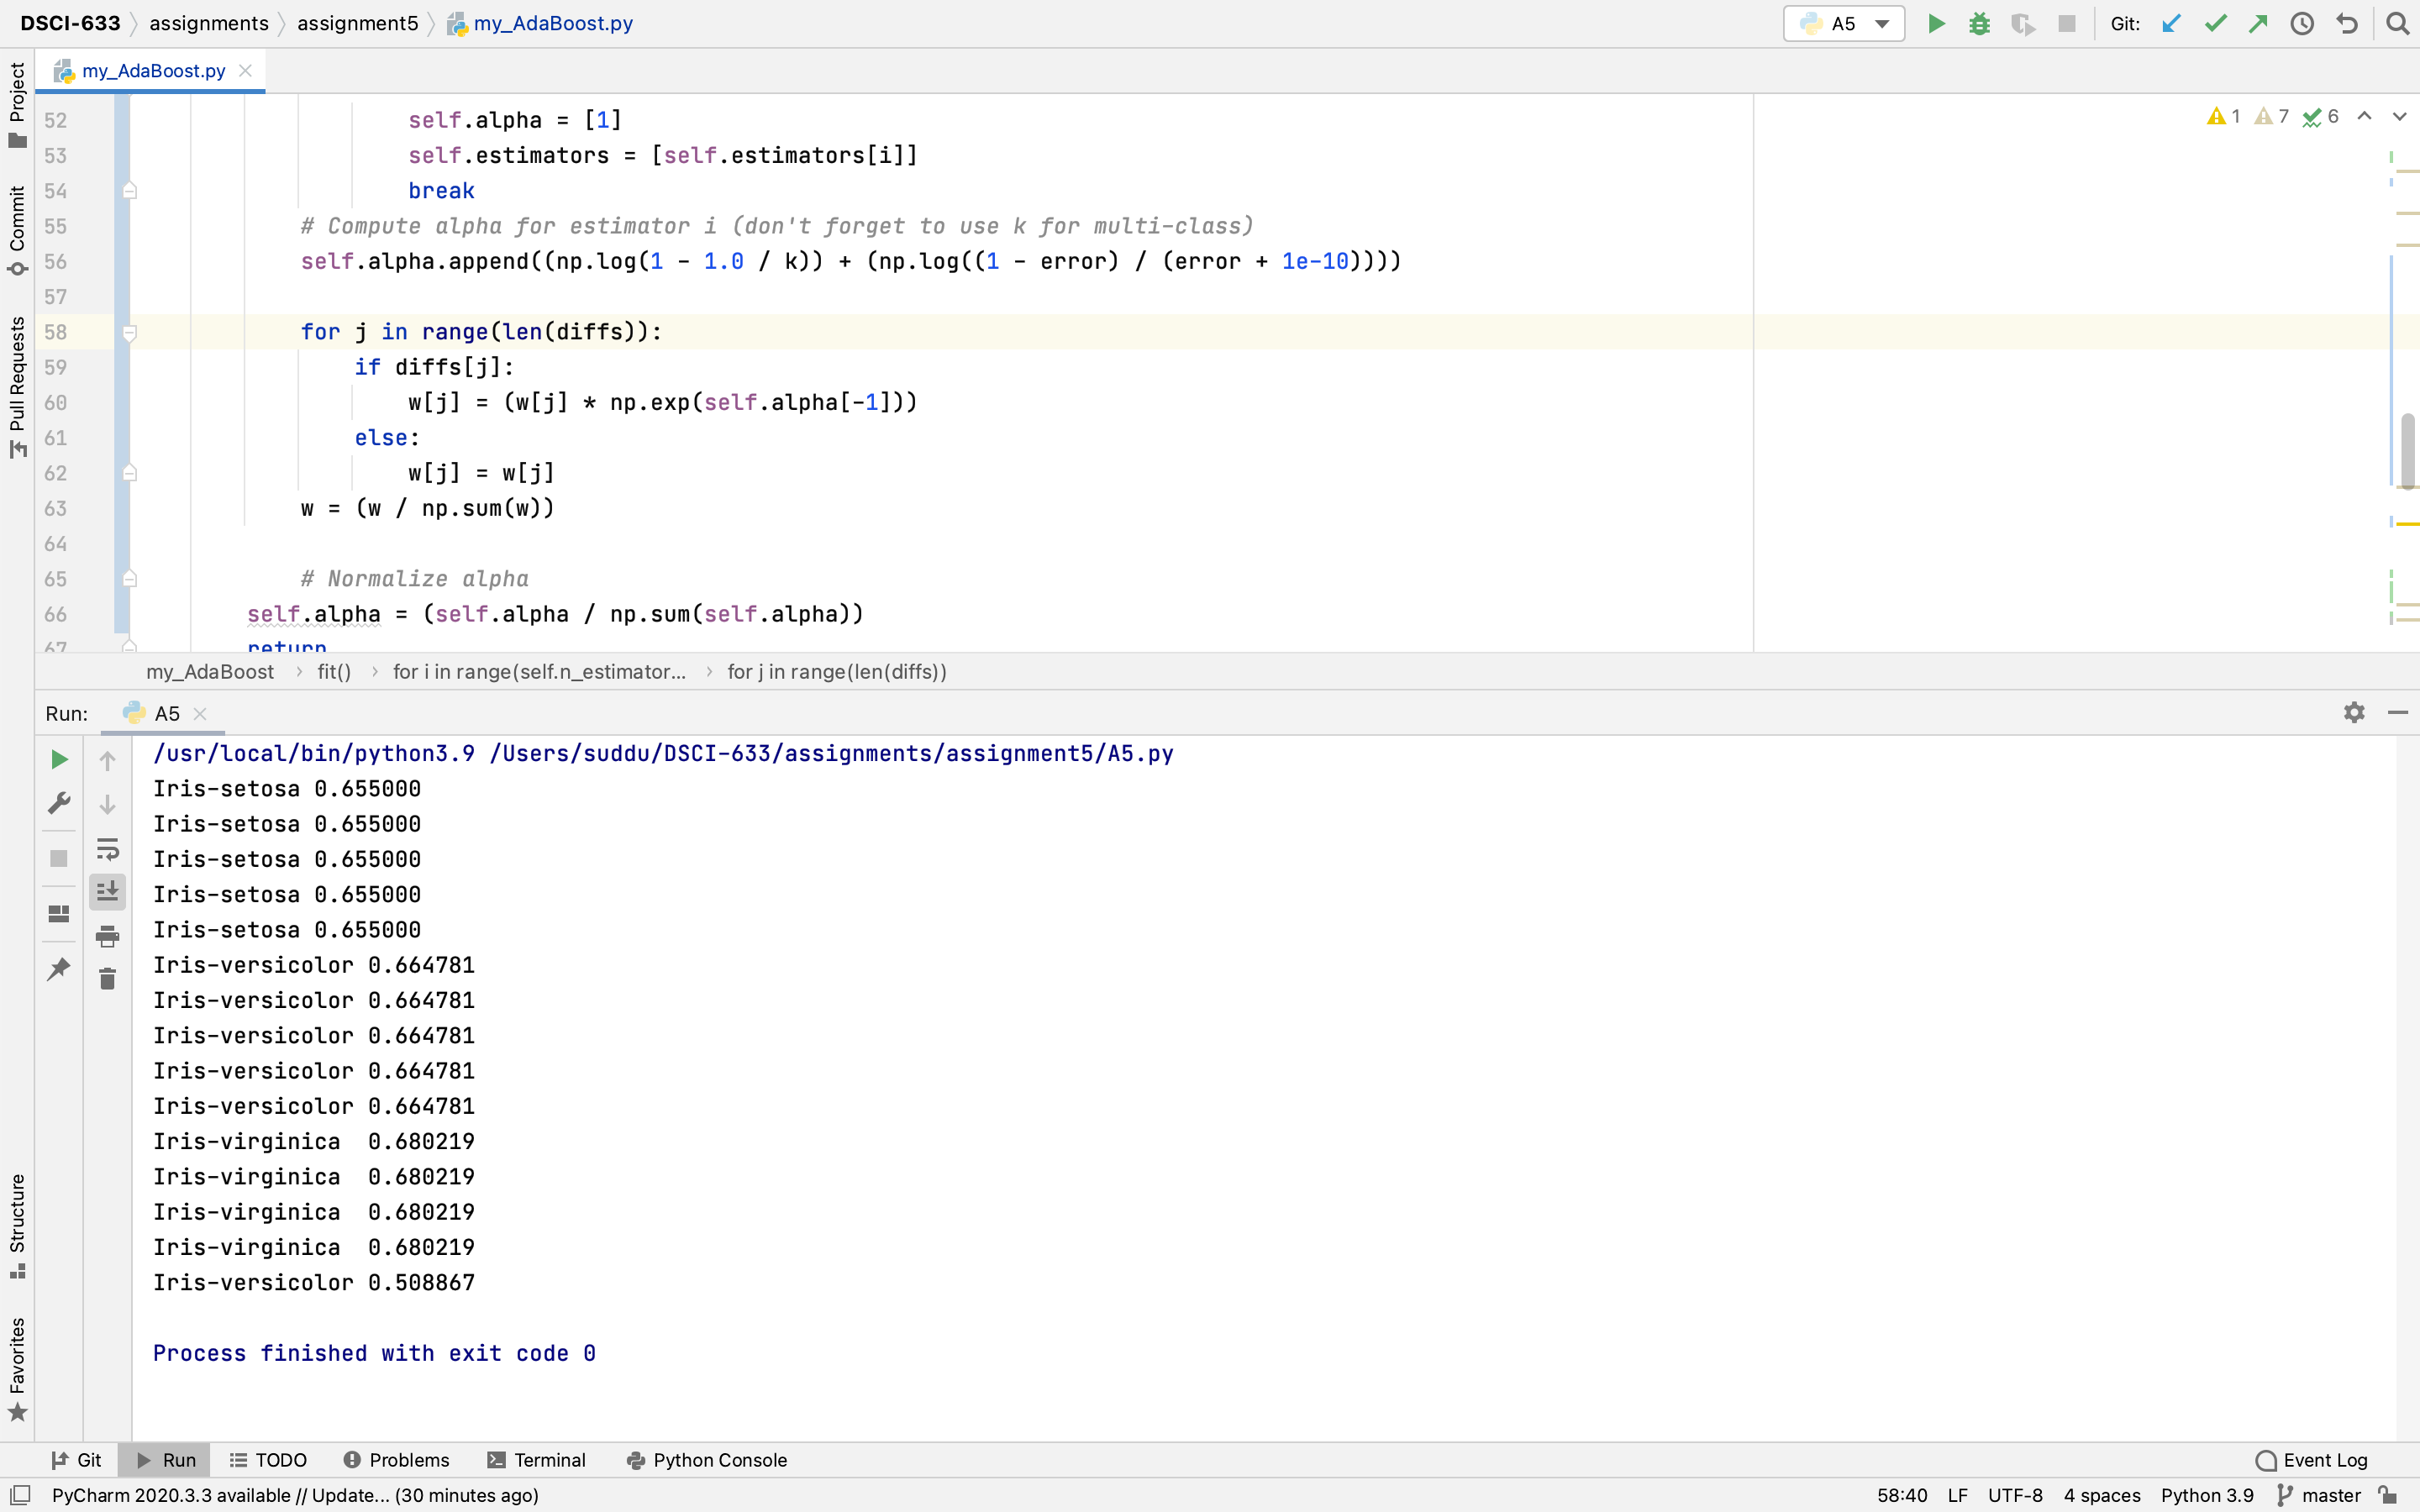 DSCI-633 assignments assignment5 my_AdaBoost.py A5 Git:
my_AdaBoost.py
Project
Commit
Pull Requests
Structure
Favorites
1 7 6
52 self.alpha = [1]
53 self.estimators = [self.estimators[i]]
54 break
55 # Compute alpha for estimator i (don't forget to use k for multi-class)
56 self.alpha.append((np.log(1 - 1.0 / k)) + (np.log((1 - error) / (error + 1e-10))))
57
58 for j in range(len(diffs)):
59 if diffs[j]:
60 w[j] = (w[j] * np.exp(self.alpha[-1]))
61 else:
62 w[j] = w[j]
63 w = (w / np.sum(w))
64
65 # Normalize alpha
66 self.alpha = (self.alpha / np.sum(self.alpha))
67 return
my_AdaBoost › fit() › for i in range(self.n_estimator... › for j in range(len(diffs))
Run: A5
/usr/local/bin/python3.9 /Users/suddu/DSCI-633/assignments/assignment5/A5.py
Iris-setosa 0.655000
Iris-setosa 0.655000
Iris-setosa 0.655000
Iris-setosa 0.655000
Iris-setosa 0.655000
Iris-versicolor 0.664781
Iris-versicolor 0.664781
Iris-versicolor 0.664781
Iris-versicolor 0.664781
Iris-versicolor 0.664781
Iris-virginica  0.680219
Iris-virginica  0.680219
Iris-virginica  0.680219
Iris-virginica  0.680219
Iris-versicolor 0.508867
Process finished with exit code 0
Git Run TODO Problems Terminal Python Console Event Log
PyCharm 2020.3.3 available // Update... (30 minutes ago) 58:40 LF UTF-8 4 spaces Python 3.9 master